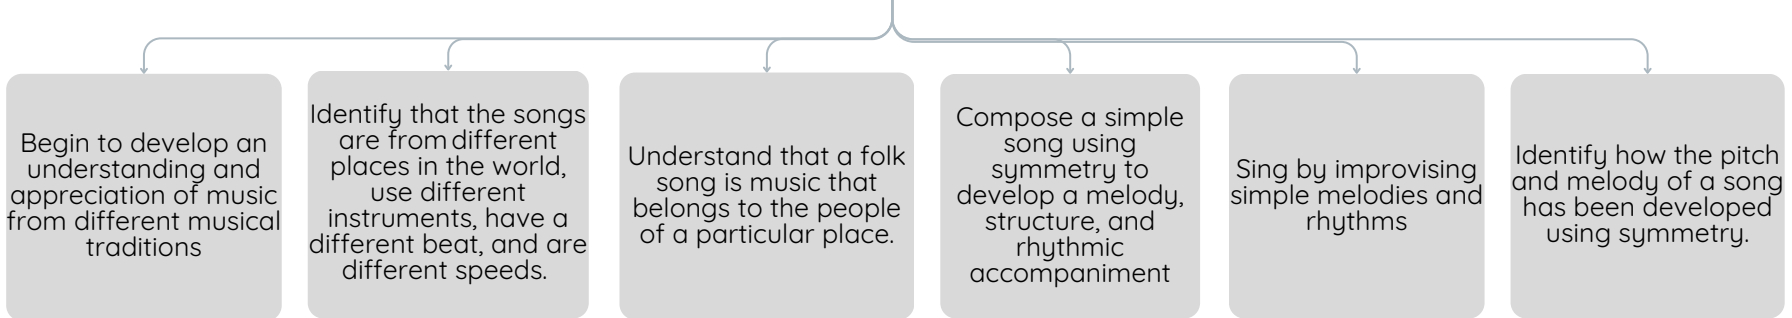 Begin to develop an
understanding and
appreciation of music
from different musical
traditions
Identify that the songs
are from different
places in the world,
use different
instruments, have a
different beat, and are
different speeds.
Understand that a folk
song is music that
belongs to the people
of a particular place.
Compose a simple
song using
symmetry to
develop a melody,
structure, and
rhythmic
accompaniment
Sing by improvising
simple melodies and
rhythms
Identify how the pitch
and melody of a song
has been developed
using symmetry.